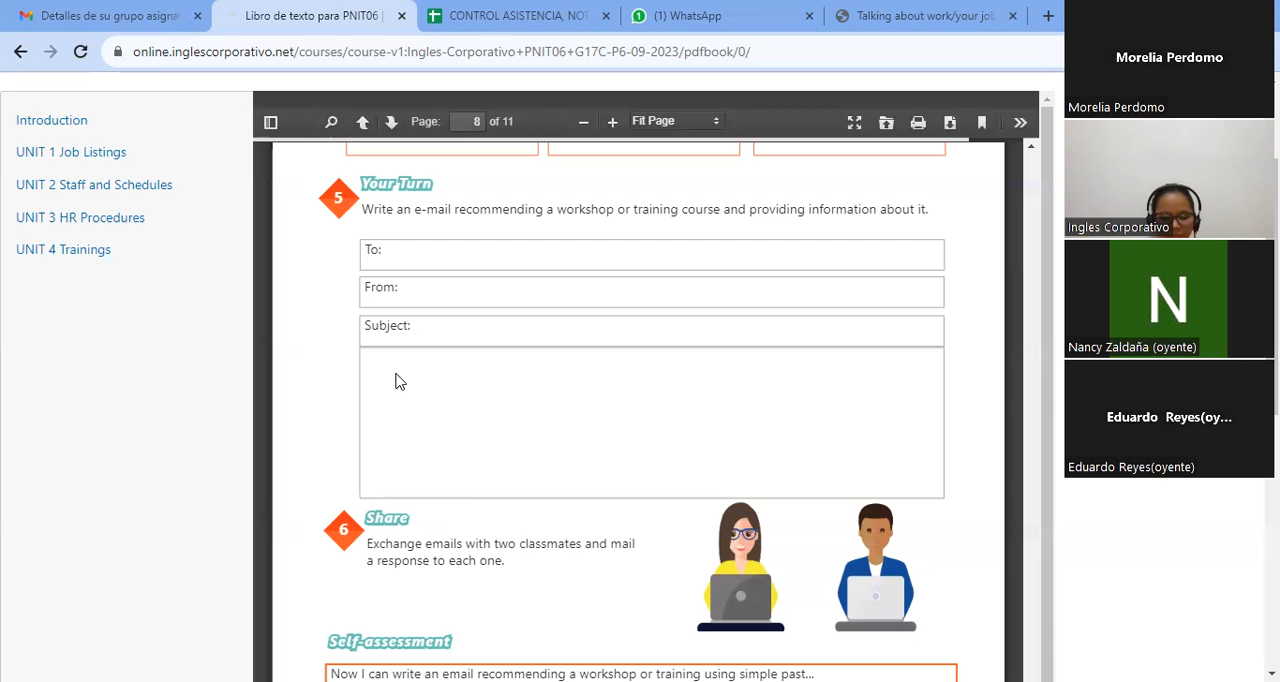 Detalles de su grupo asigna
Libro de texto para PNIT06 |
CONTROL ASISTENCIA, NOT
(1) WhatsApp
Talking about work/your job
online.inglescorporativo.net/courses/course-v1:Ingles-Corporativo+PNIT06+G17C-P6-09-2023/pdfbook/0/
Introduction
UNIT 1 Job Listings
UNIT 2 Staff and Schedules
UNIT 3 HR Procedures
UNIT 4 Trainings
Page: 8 of 11
Fit Page
5 Your Turn
Write an e-mail recommending a workshop or training course and providing information about it.
To:
From:
Subject:
6 Share
Exchange emails with two classmates and mail
a response to each one.
Self-assessment
Now I can write an email recommending a workshop or training using simple past...
Morelia Perdomo
Morelia Perdomo
Ingles Corporativo
N
Nancy Zaldaña (oyente)
Eduardo Reyes(oy...
Eduardo Reyes(oyente)